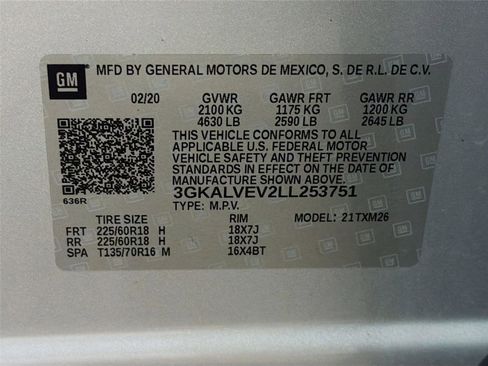 GM
MFD BY GENERAL MOTORS DE MEXICO, S. DE R.L. DE C.V.
02/20 GVWR GAWR FRT GAWR RR
2100 KG 1175 KG 1200 KG
4630 LB 2590 LB 2645 LB
THIS VEHICLE CONFORMS TO ALL
APPLICABLE U.S. FEDERAL MOTOR
VEHICLE SAFETY AND THEFT PREVENTION
STANDARDS IN EFFECT ON THE DATE OF
MANUFACTURE SHOWN ABOVE.
636R 3GKALVEV2LL253751
TYPE: M.P.V. MODEL: 21TXM26
TIRE SIZE RIM
FRT 225/60R18 H 18X7J
RR 225/60R18 H 18X7J
SPA T135/70R16 M 16X4BT